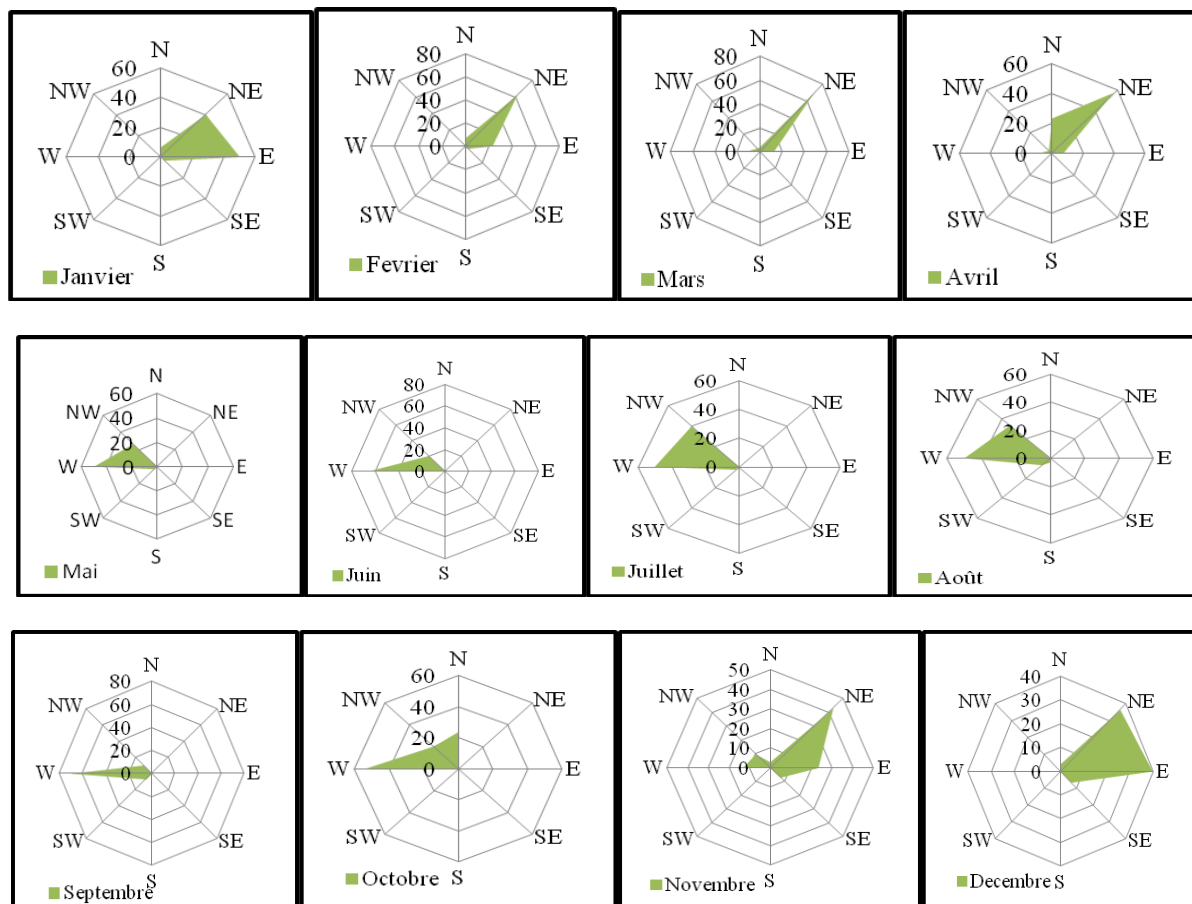 N
80
60
40
20
0
NE
E
SE
S
SW
W
NW
Fevrier
N
60
40
20
0
NE
E
SE
S
SW
W
NW
Janvier
N
80
60
40
20
0
NE
E
SE
S
SW
W
NW
Mars
N
60
40
20
0
NE
E
SE
S
SW
W
NW
Avril
N
60
40
20
0
NE
E
SE
S
SW
W
NW
Mai
N
80
60
40
20
0
NE
E
SE
S
SW
W
NW
Juin
N
60
40
20
0
NE
E
SE
S
SW
W
NW
Juillet
N
60
40
20
0
NE
E
SE
S
SW
W
NW
Août
N
80
60
40
20
0
NE
E
SE
S
SW
W
NW
Septembre
N
60
40
20
0
NE
E
SE
S
SW
W
NW
Octobre
N
50
40
30
20
10
0
NE
E
SE
S
SW
W
NW
Novembre
N
40
30
20
10
0
NE
E
SE
S
SW
W
NW
Decembre